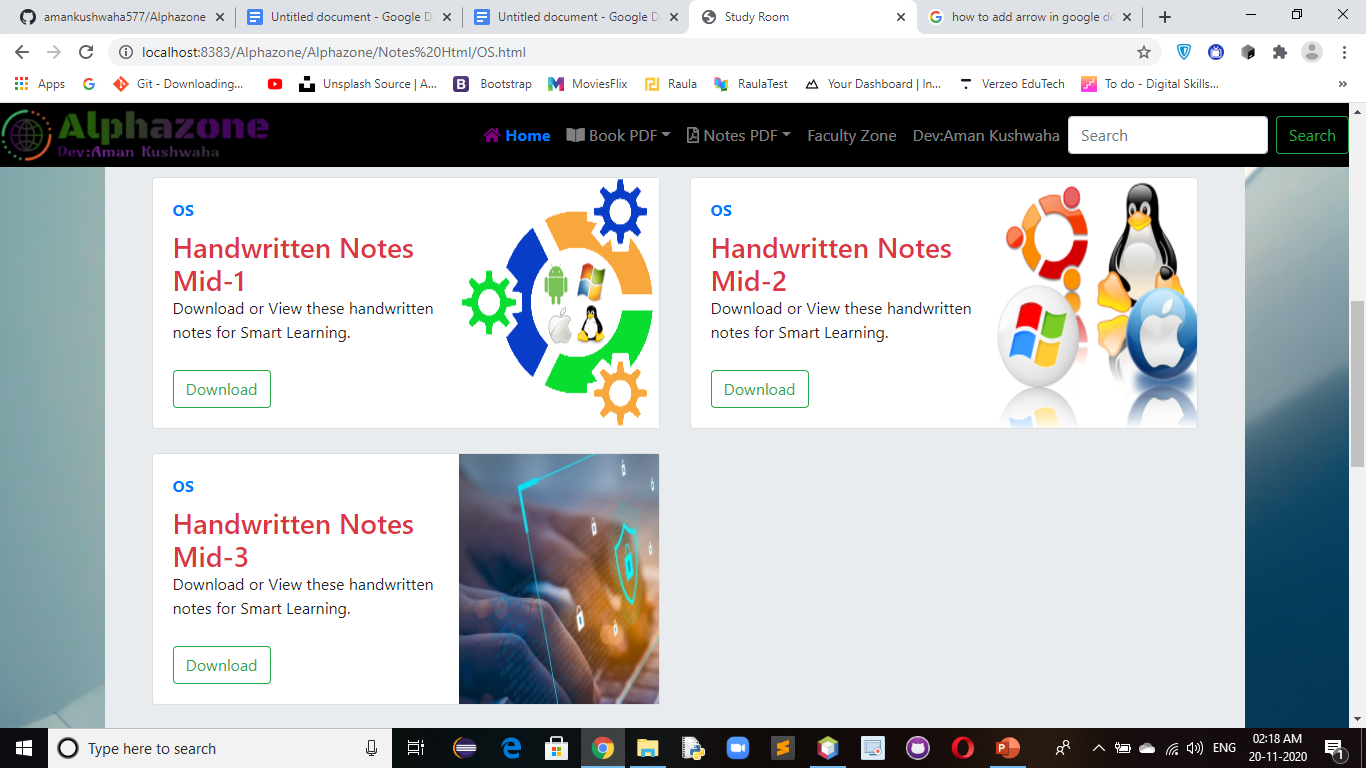 amankushwaha577/Alphazone
Untitled document - Google D
Untitled document - Google D
Study Room
how to add arrow in google do
localhost:8383/Alphazone/Alphazone/Notes%20Html/OS.html
Apps
Git - Downloading...
Unsplash Source | A...
Bootstrap
MoviesFlix
Raula
RaulaTest
Your Dashboard | In...
Verzeo EduTech
To do - Digital Skills...
Alphazone
Dev:Aman Kushwaha
Home
Book PDF
Notes PDF
Faculty Zone
Dev:Aman Kushwaha
Search
Search
OS
Handwritten Notes
Mid-1
Download or View these handwritten
notes for Smart Learning.
Download
OS
Handwritten Notes
Mid-2
Download or View these handwritten
notes for Smart Learning.
Download
OS
Handwritten Notes
Mid-3
Download or View these handwritten
notes for Smart Learning.
Download
Type here to search
ENG
02:18 AM
20-11-2020
1